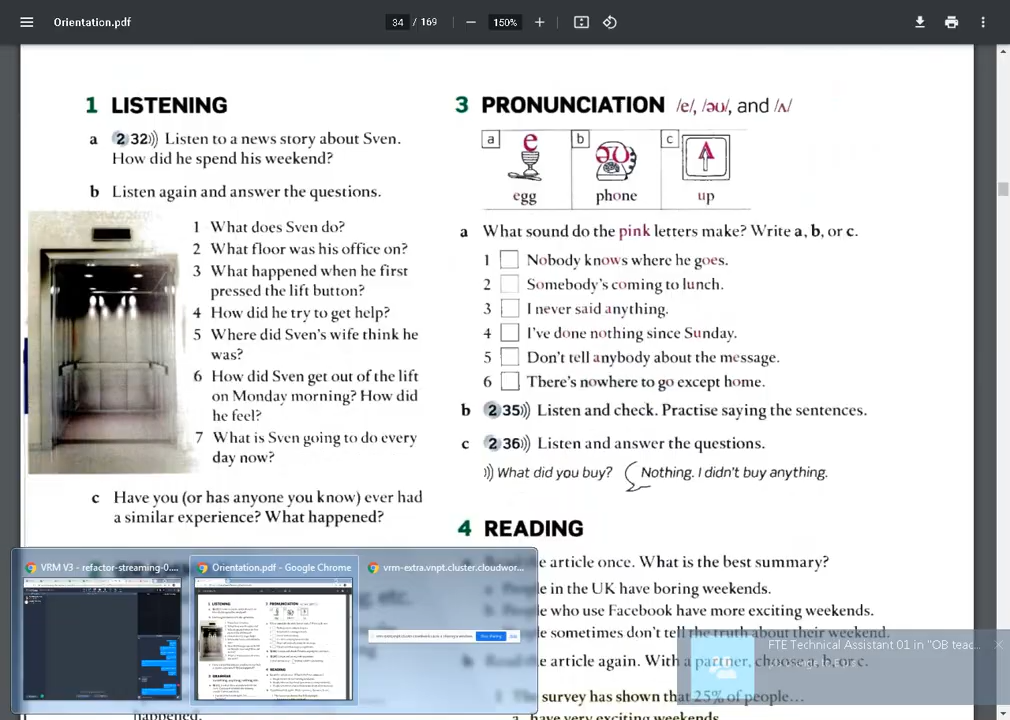 Orientation.pdf
34 / 169
150%
1 LISTENING
a 2 32 Listen to a news story about Sven.
How did he spend his weekend?
b Listen again and answer the questions.
1 What does Sven do?
2 What floor was his office on?
3 What happened when he first
pressed the lift button?
4 How did he try to get help?
5 Where did Sven's wife think he
was?
6 How did Sven get out of the lift
on Monday morning? How did
he feel?
7 What is Sven going to do every
day now?
c Have you (or has anyone you know) ever had
a similar experience? What happened?
etc.
happened.
3 PRONUNCIATION /e/, /əʊ/, and /ʌ/
a b c
e əʊ ʌ
egg phone up
a What sound do the pink letters make? Write a, b, or c.
1 Nobody knows where he goes.
2 Somebody's coming to lunch.
3 I never said anything.
4 I've done nothing since Sunday.
5 Don't tell anybody about the message.
6 There's nowhere to go except home.
b 2 35 Listen and check. Practise saying the sentences.
c 2 36 Listen and answer the questions.
What did you buy? Nothing. I didn't buy anything.
4 READING
e article once. What is the best summary?
e in the UK have boring weekends.
e who use Facebook have more exciting weekends.
e sometimes don't tell the truth about their weekend.
e article again. With a partner, choose a, b, or c.
survey has shown that 25% of people...
a have very exciting weekends
VRM V3 - refactor-streaming-0....
Orientation.pdf - Google Chrome
vrm-extra.vnpt.cluster.cloudwor...
FTE Technical Assistant 01 in "OB teac...